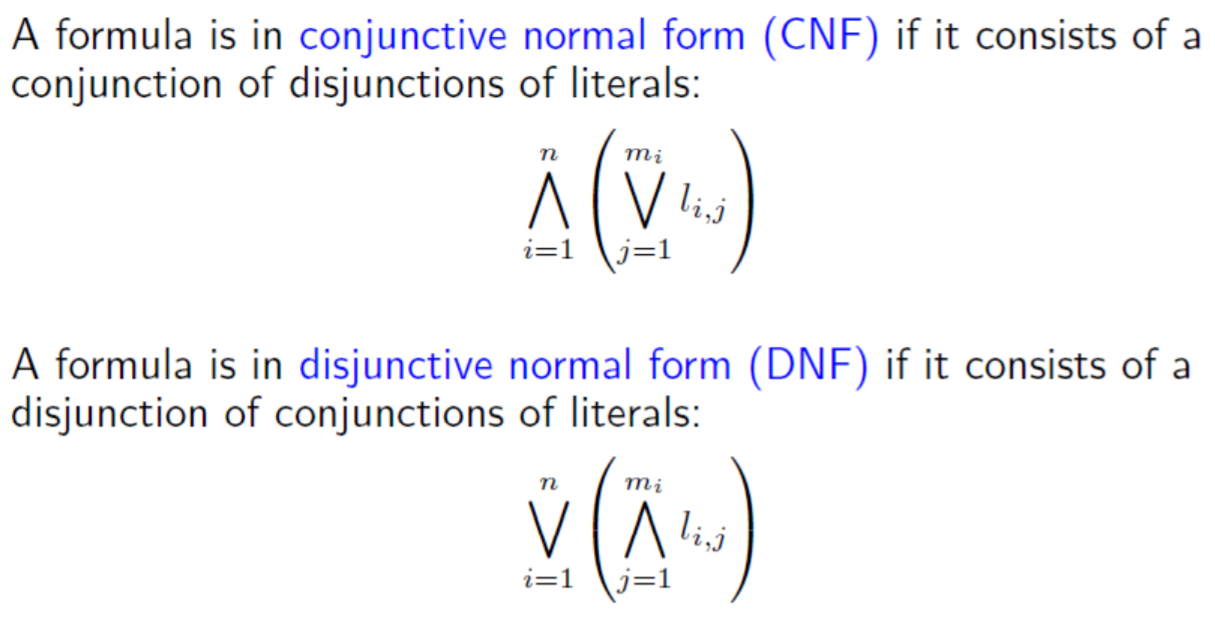 A formula is in conjunctive normal form (CNF) if it consists of a
conjunction of disjunctions of literals:
$\bigwedge_{i=1}^{n} \left( \bigvee_{j=1}^{m_i} l_{i,j} \right)$
A formula is in disjunctive normal form (DNF) if it consists of a
disjunction of conjunctions of literals:
$\bigvee_{i=1}^{n} \left( \bigwedge_{j=1}^{m_i} l_{i,j} \right)$